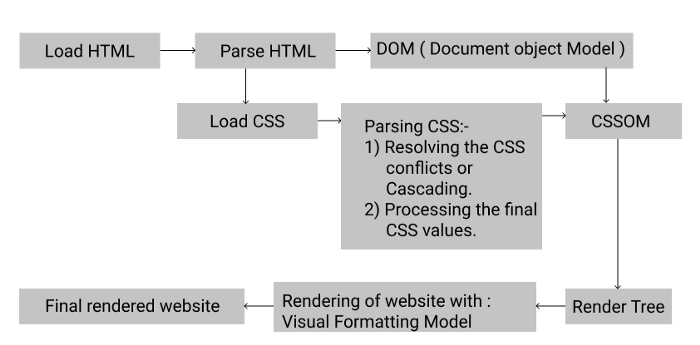 Load HTML
Parse HTML
DOM ( Document object Model )
Load CSS
Parsing CSS:-
1) Resolving the CSS
conflicts or
Cascading.
2) Processing the final
CSS values.
CSSOM
Final rendered website
Rendering of website with :
Visual Formatting Model
Render Tree